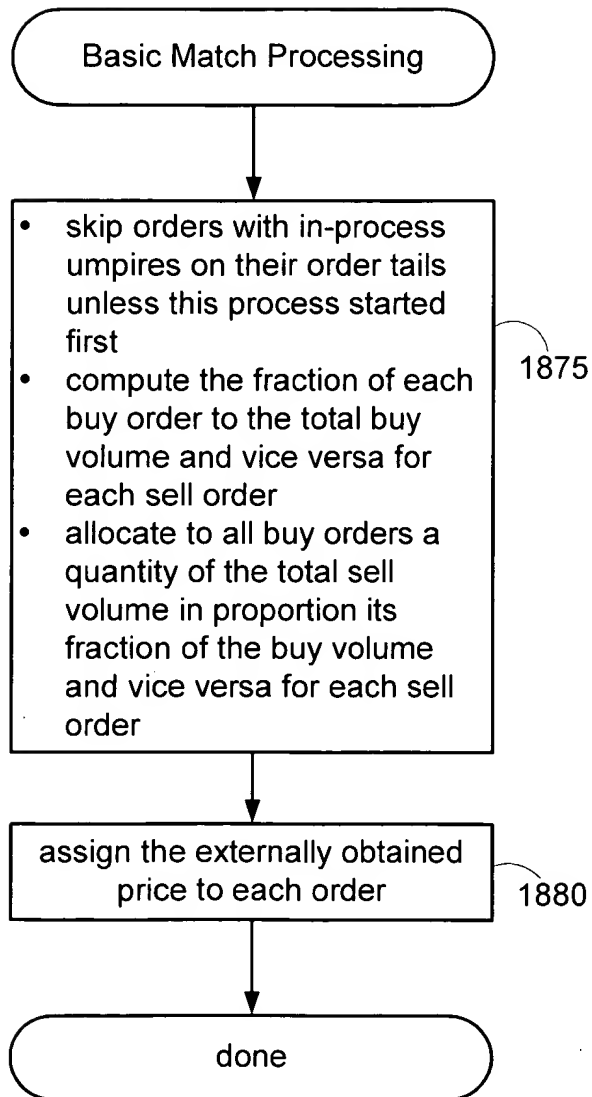 Basic Match Processing
• skip orders with in-process
umpires on their order tails
unless this process started
first
• compute the fraction of each
buy order to the total buy
volume and vice versa for
each sell order
• allocate to all buy orders a
quantity of the total sell
volume in proportion its
fraction of the buy volume
and vice versa for each sell
order
1875
assign the externally obtained
price to each order
1880
done